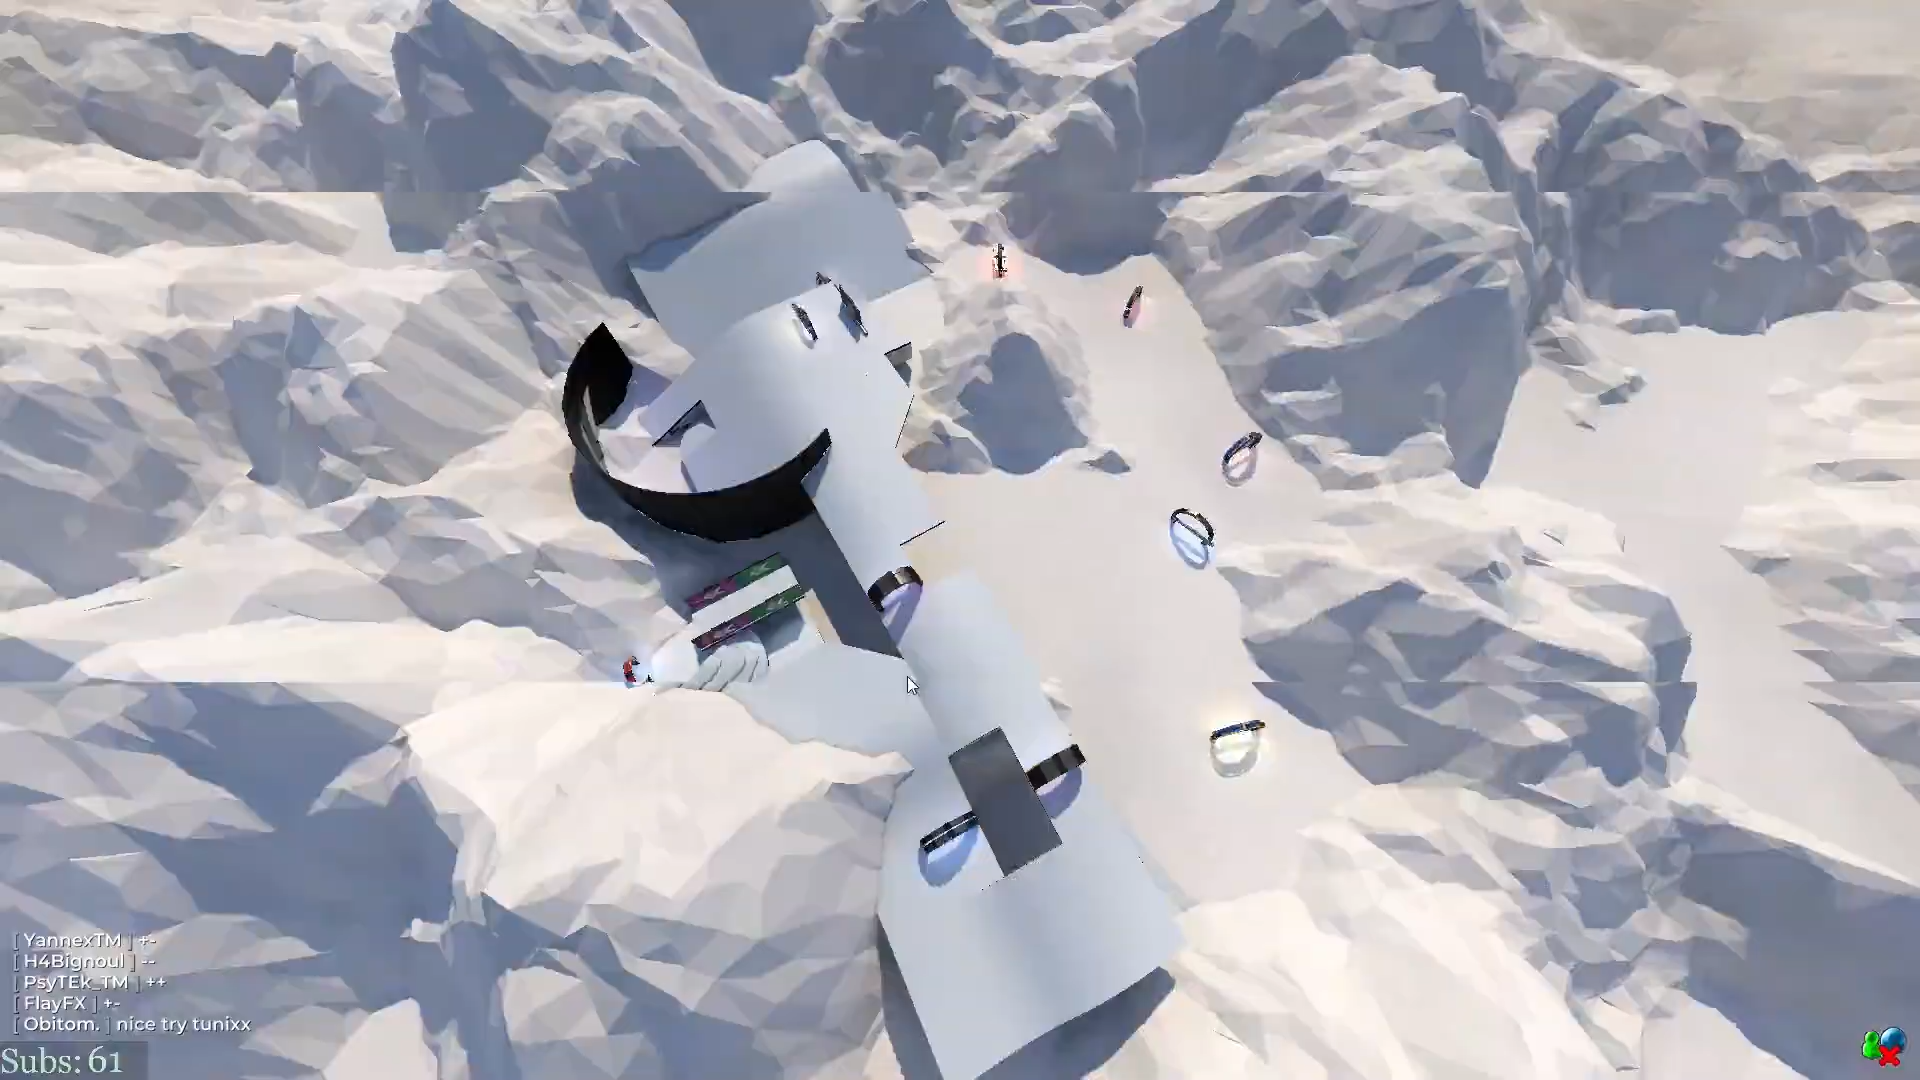 [ YannexTM ] +-
[ H4Bignoul ] --
[ PsyTEk_TM ] ++
[ FlayFX ] +-
[ Obitom. ] nice try tunixx
Subs: 61